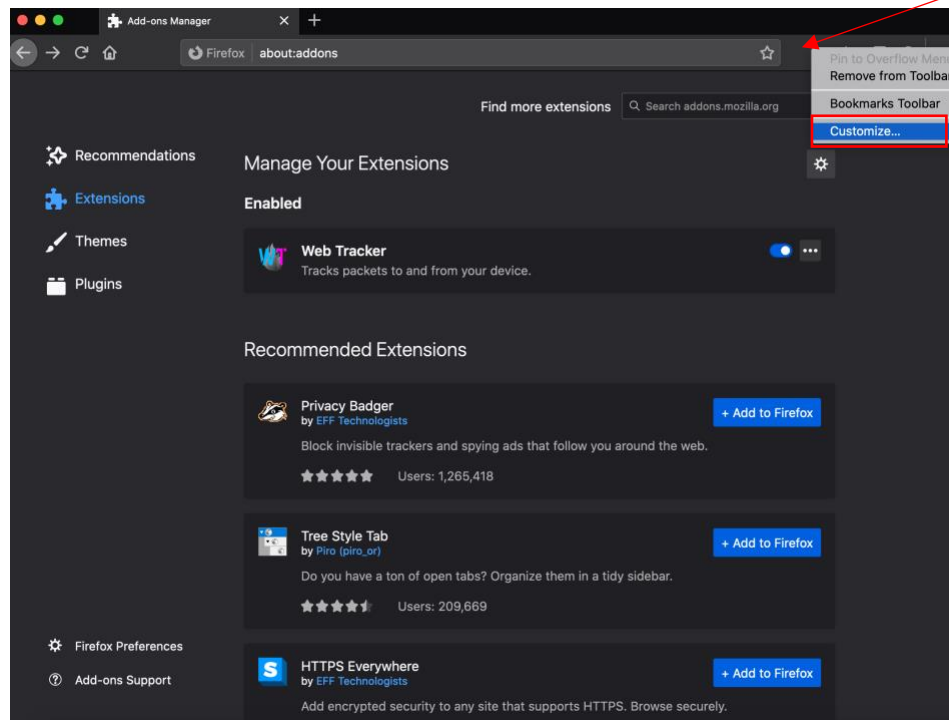 Add-ons Manager
Firefox about:addons
Pin to Overflow Men
Remove from Toolba
Bookmarks Toolbar
Customize...
Find more extensions Search addons.mozilla.org
Recommendations
Extensions
Themes
Plugins
Manage Your Extensions
Enabled
Web Tracker
Tracks packets to and from your device.
Recommended Extensions
Privacy Badger
by EFF Technologists
+ Add to Firefox
Block invisible trackers and spying ads that follow you around the web.
Users: 1,265,418
Tree Style Tab
by Piro (piro_or)
+ Add to Firefox
Do you have a ton of open tabs? Organize them in a tidy sidebar.
Users: 209,669
HTTPS Everywhere
by EFF Technologists
+ Add to Firefox
Add encrypted security to any site that supports HTTPS. Browse securely.
Firefox Preferences
Add-ons Support